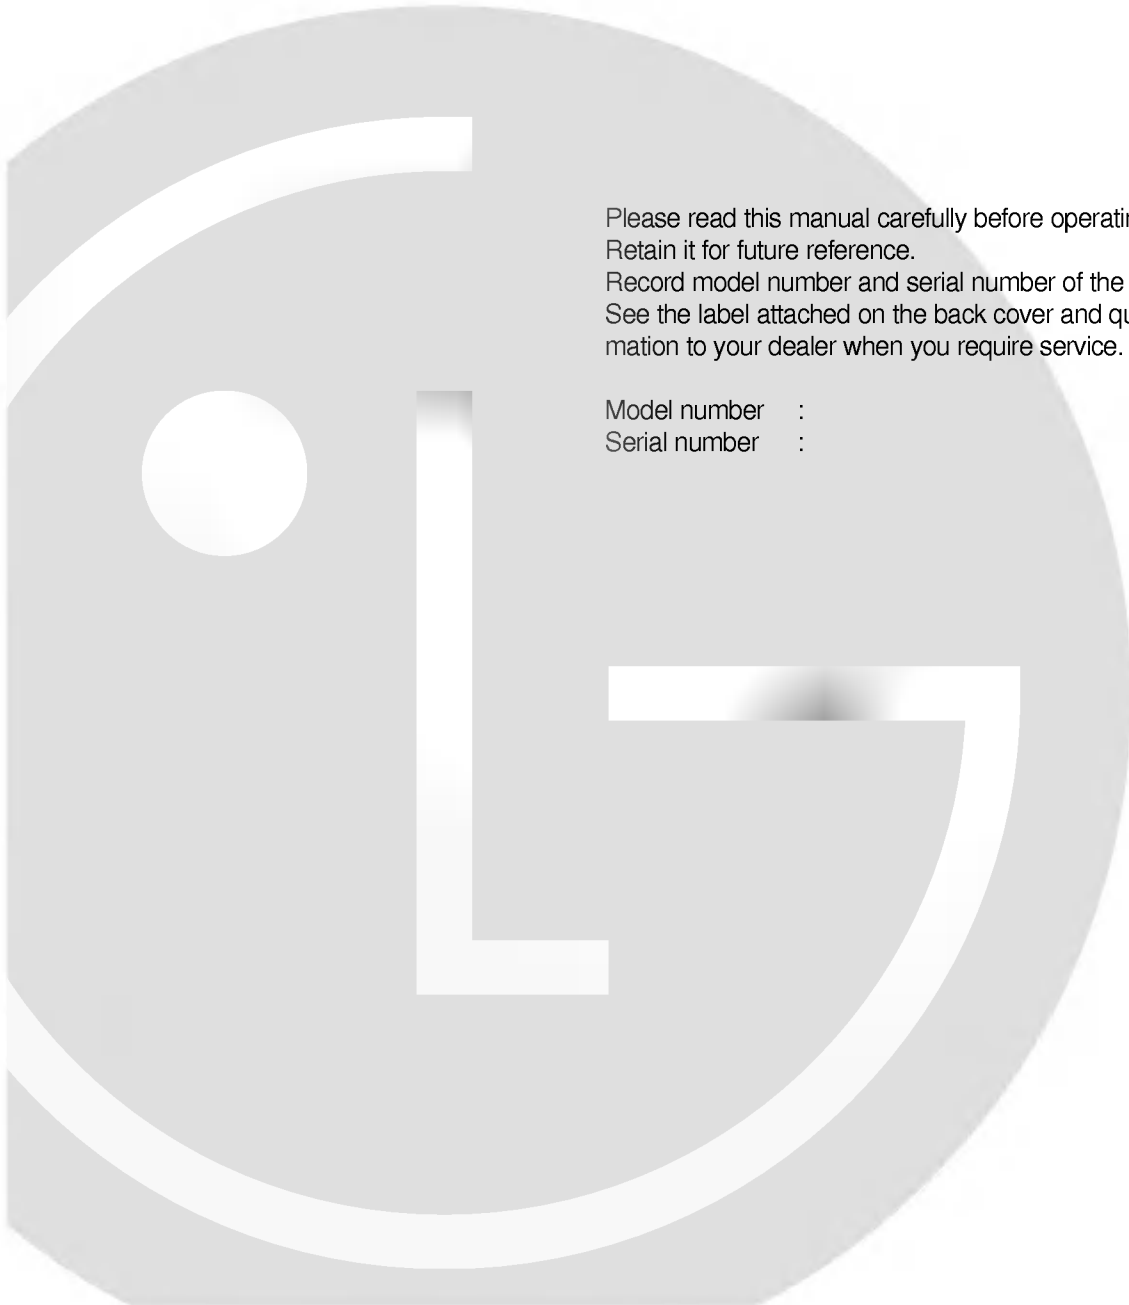 Please read this manual carefully before operatin
Retain it for future reference.
Record model number and serial number of the
See the label attached on the back cover and qu
mation to your dealer when you require service.
Model number :
Serial number :